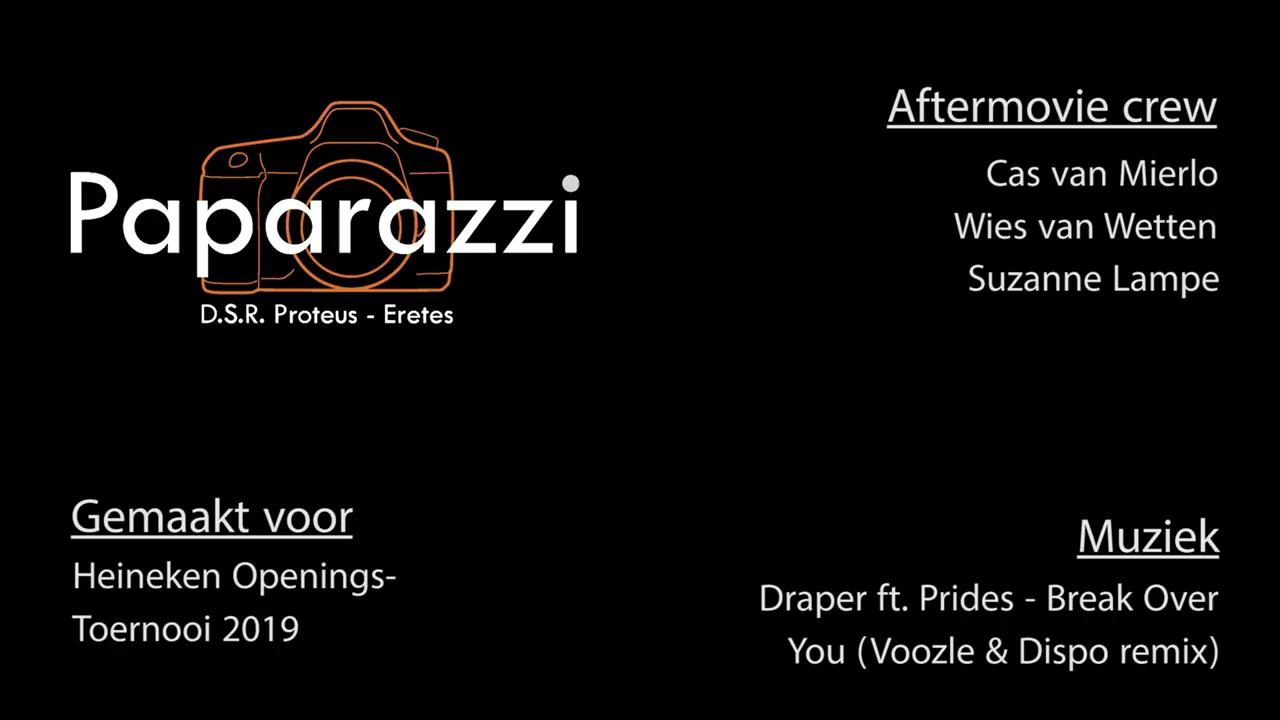 Paparazzi
D.S.R. Proteus - Eretes
Aftermovie crew
Cas van Mierlo
Wies van Wetten
Suzanne Lampe
Gemaakt voor
Heineken Openings-
Toernooi 2019
Muziek
Draper ft. Prides - Break Over
You (Voozle & Dispo remix)